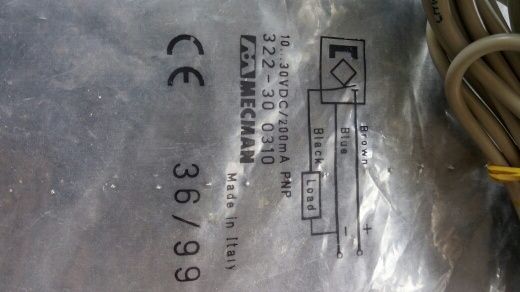 Brown
+
Blue
-
Black
Load
10...30VDC/200mA PNP
MECMAN
322-30 0310
Made in Italy
CE 36/99